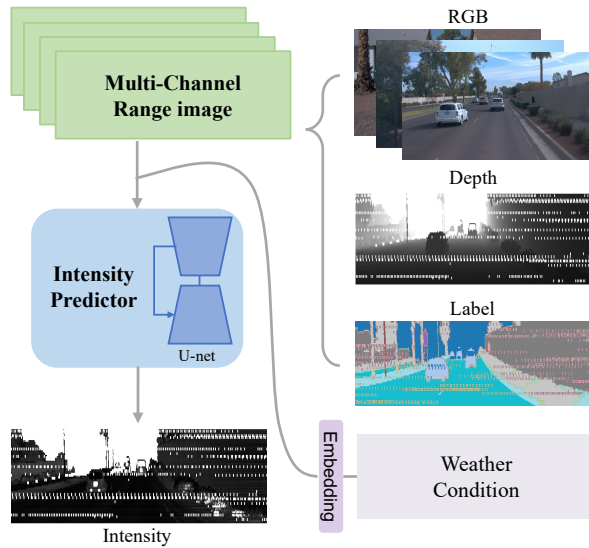 RGB
Multi-Channel
Range image
Depth
Intensity
Predictor
U-net
Label
Embedding
Weather
Condition
Intensity